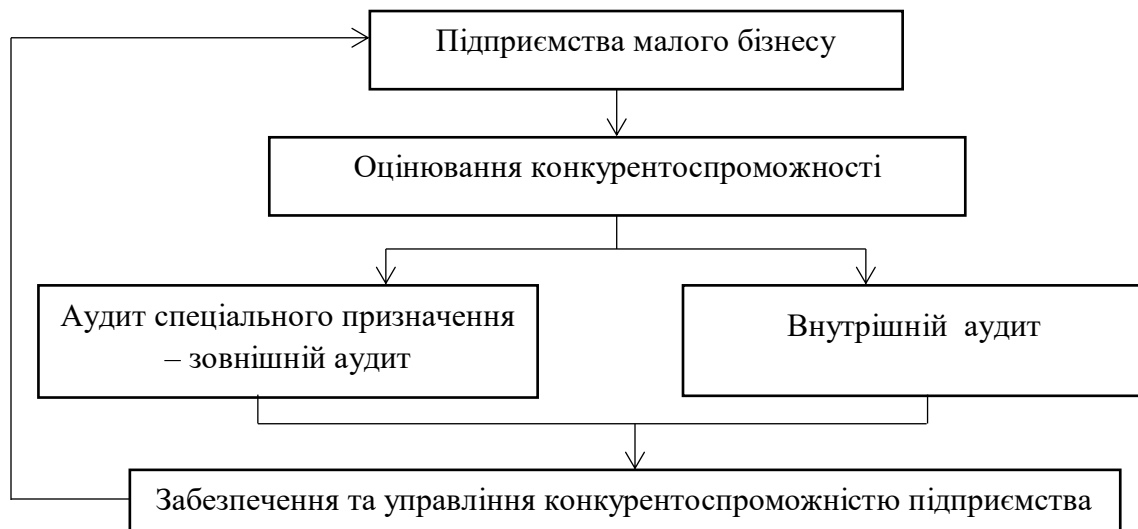 Підприємства малого бізнесу
Оцінювання конкурентоспроможності
Аудит спеціального призначення
– зовнішній аудит
Внутрішній аудит
Забезпечення та управління конкурентоспроможністю підприємства